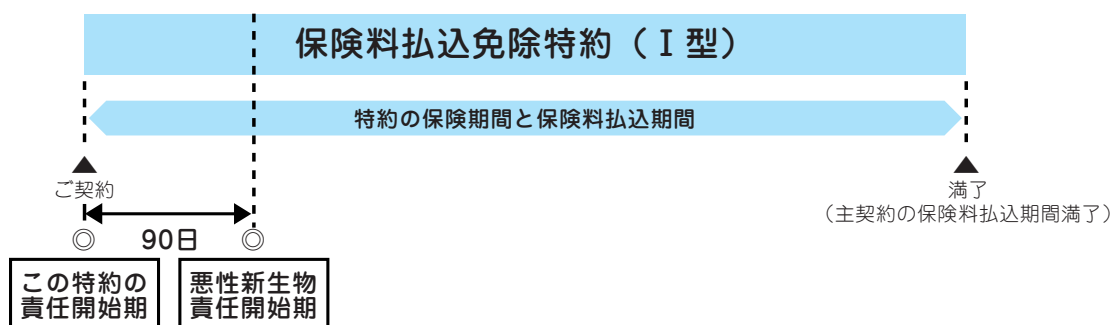 保険料払込免除特約（Ⅰ型）
特約の保険期間と保険料払込期間
ご契約
満了
（主契約の保険料払込期間満了）
◎ 90日 ◎
この特約の
責任開始期
悪性新生物
責任開始期